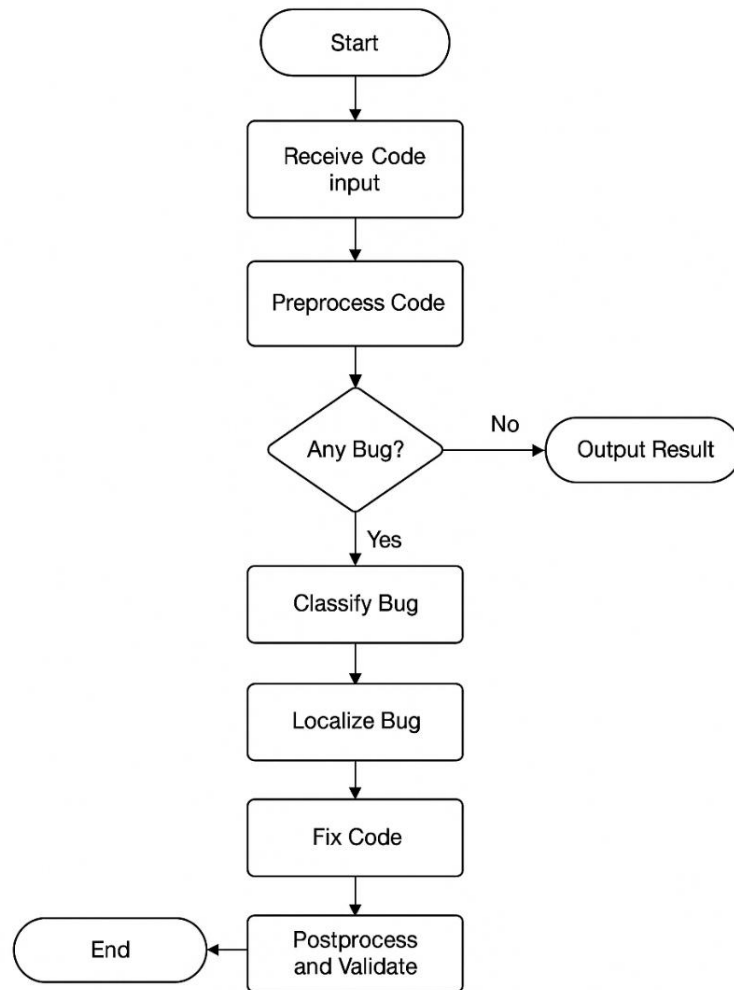 Start
Receive Code
input
Preprocess Code
Any Bug?
No
Output Result
Yes
Classify Bug
Localize Bug
Fix Code
End
Postprocess
and Validate